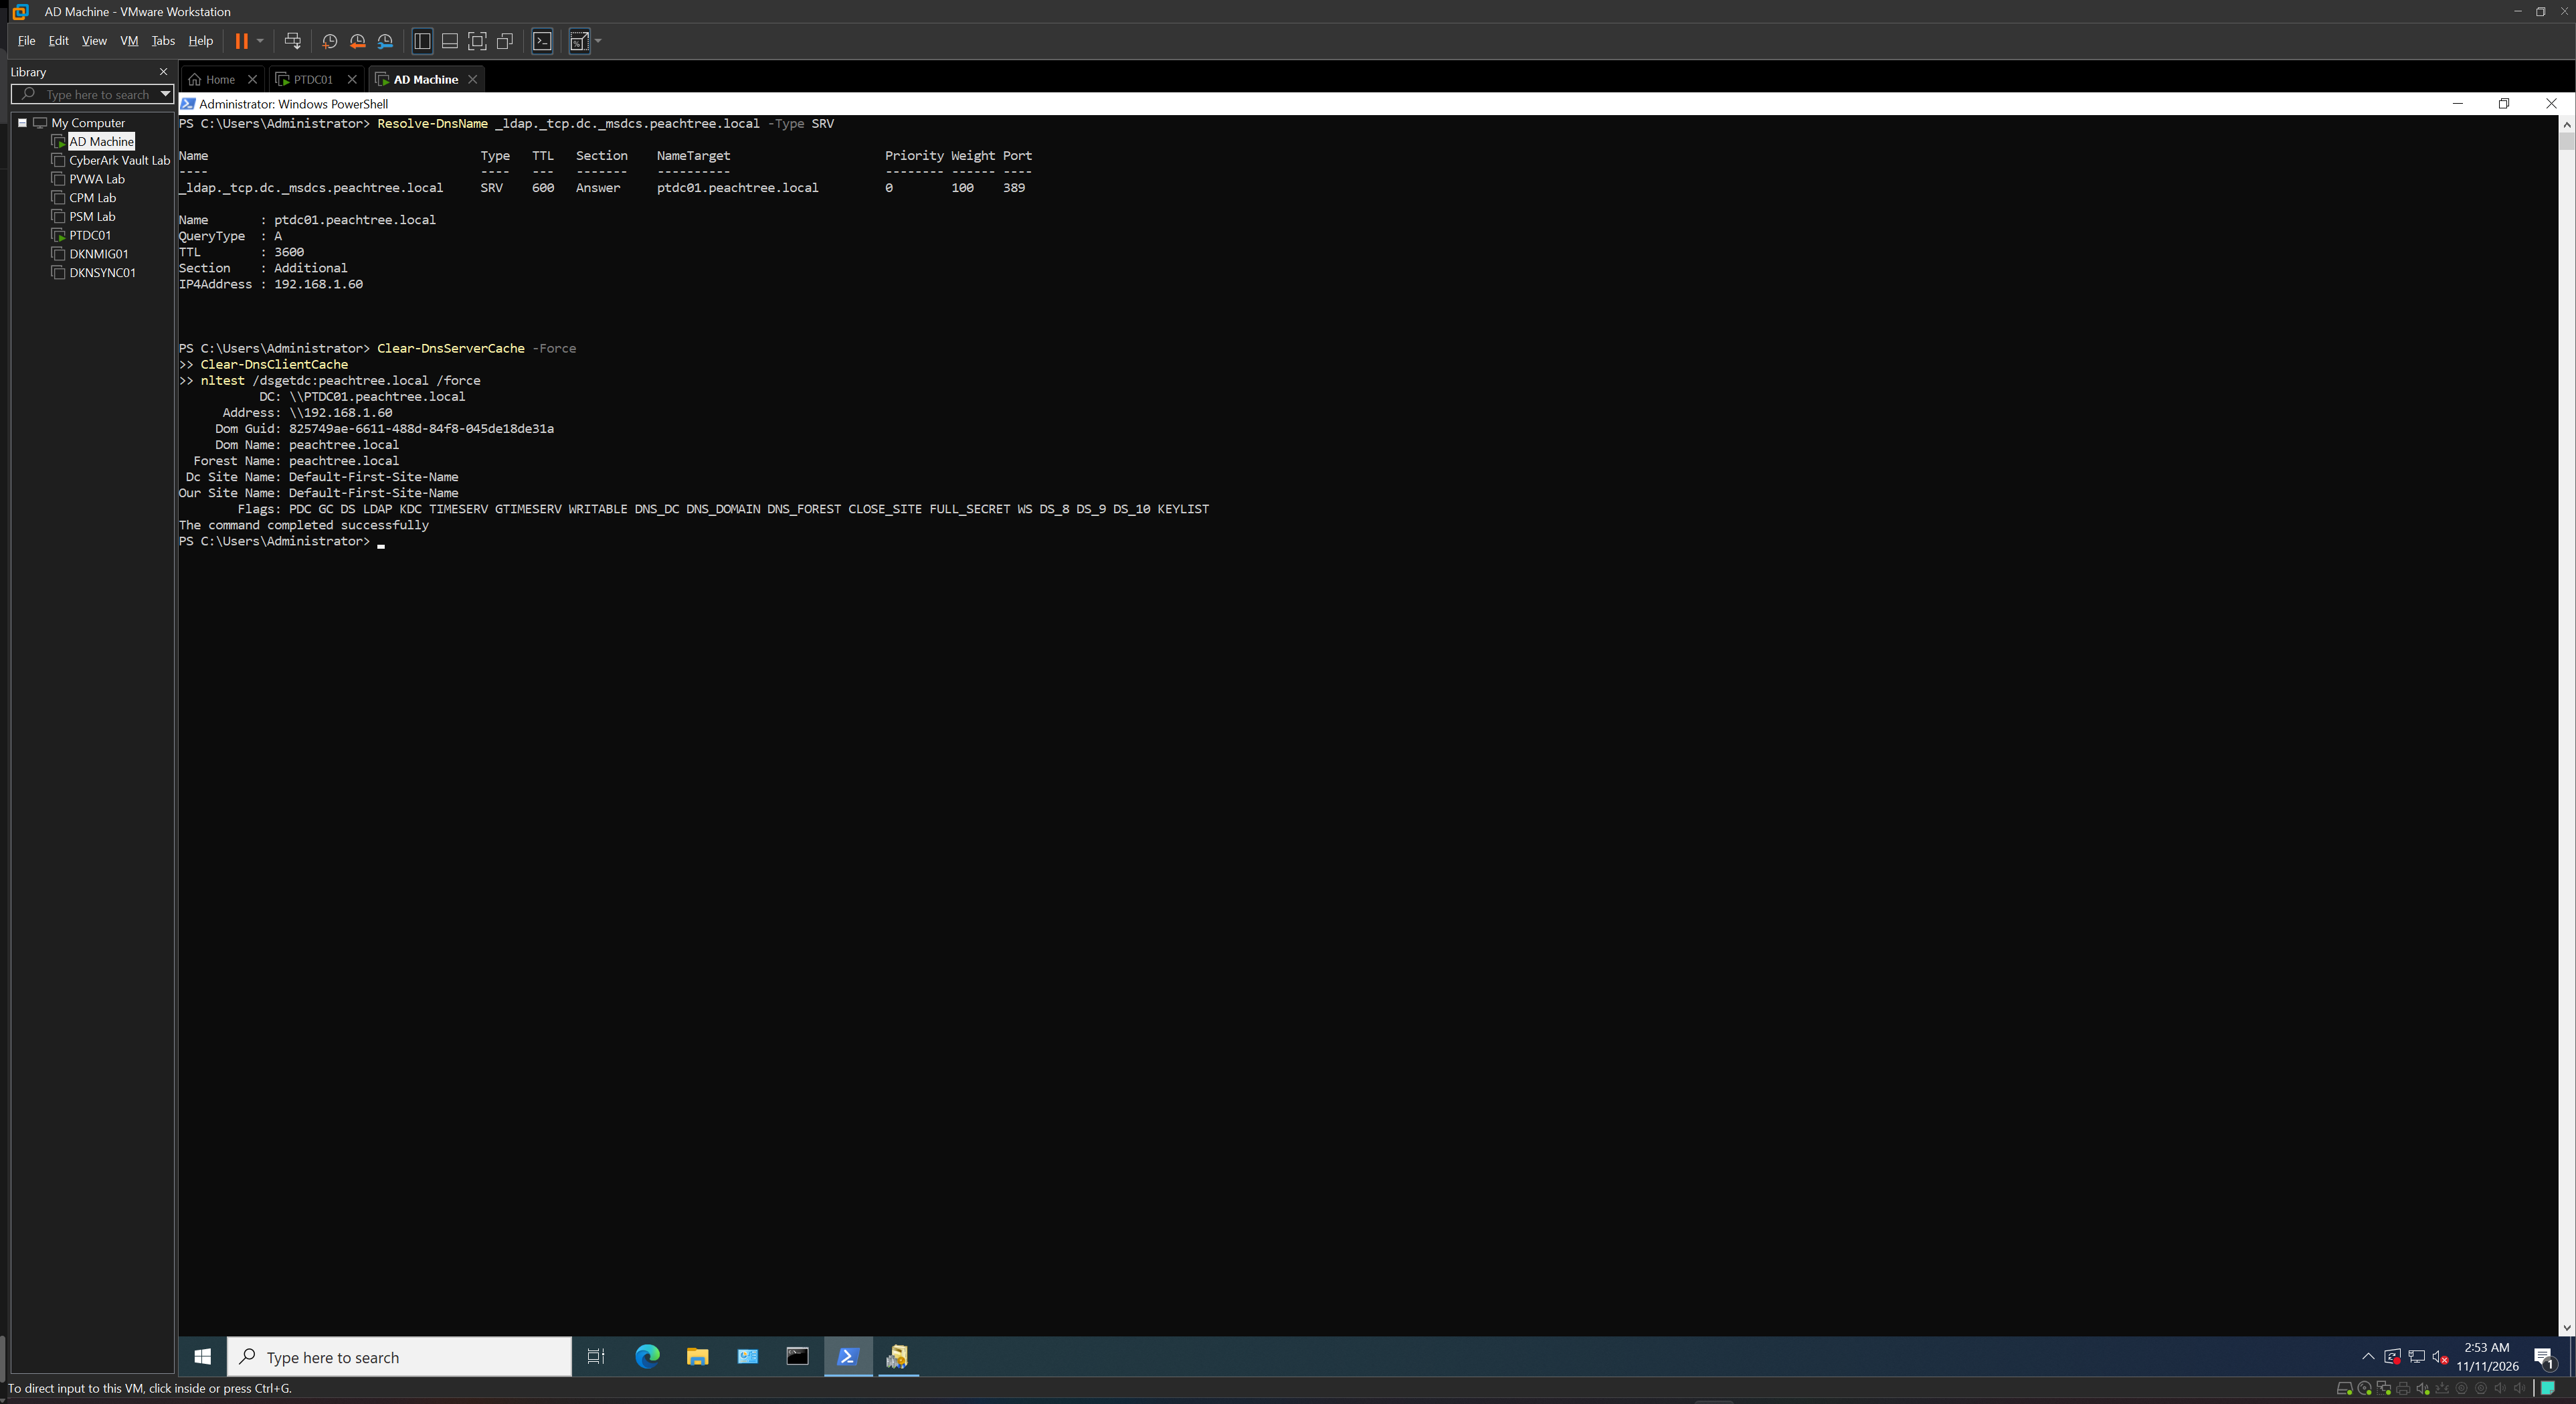 AD Machine - VMware Workstation
File Edit View VM Tabs Help
Library
Type here to search
My Computer
AD Machine
CyberArk Vault Lab
PVWA Lab
CPM Lab
PSM Lab
PTDC01
DKNMIG01
DKNSYNC01
Home
PTDC01
AD Machine
Administrator: Windows PowerShell
PS C:\Users\Administrator> Resolve-DnsName _ldap._tcp.dc._msdcs.peachtree.local -Type SRV
Name Type TTL Section NameTarget Priority Weight Port
---- ---- --- ------- ---------- -------- ------ ----
_ldap._tcp.dc._msdcs.peachtree.local SRV 600 Answer ptdc01.peachtree.local 0 100 389
Name : ptdc01.peachtree.local
QueryType : A
TTL : 3600
Section : Additional
IP4Address : 192.168.1.60
PS C:\Users\Administrator> Clear-DnsServerCache -Force
>> Clear-DnsClientCache
>> nltest /dsgetdc:peachtree.local /force
DC: \\PTDC01.peachtree.local
Address: \\192.168.1.60
Dom Guid: 825749ae-6611-488d-84f8-045de18de31a
Dom Name: peachtree.local
Forest Name: peachtree.local
Dc Site Name: Default-First-Site-Name
Our Site Name: Default-First-Site-Name
Flags: PDC GC DS LDAP KDC TIMESERV GTIMESERV WRITABLE DNS_DC DNS_DOMAIN DNS_FOREST CLOSE_SITE FULL_SECRET WS DS_8 DS_9 DS_10 KEYLIST
The command completed successfully
PS C:\Users\Administrator>
Type here to search
2:53 AM
11/11/2026
1
To direct input to this VM, click inside or press Ctrl+G.